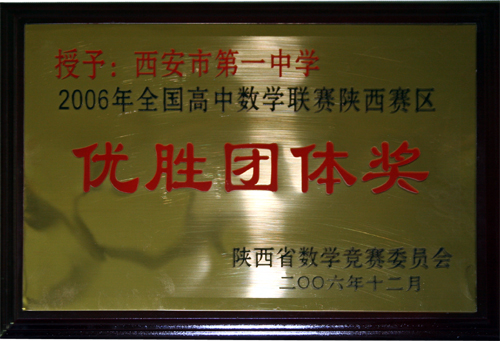 授予：西安市第一中学
2006年全国高中数学联赛陕西赛区
优胜团体奖
陕西省数学竞赛委员会
二〇〇六年十二月